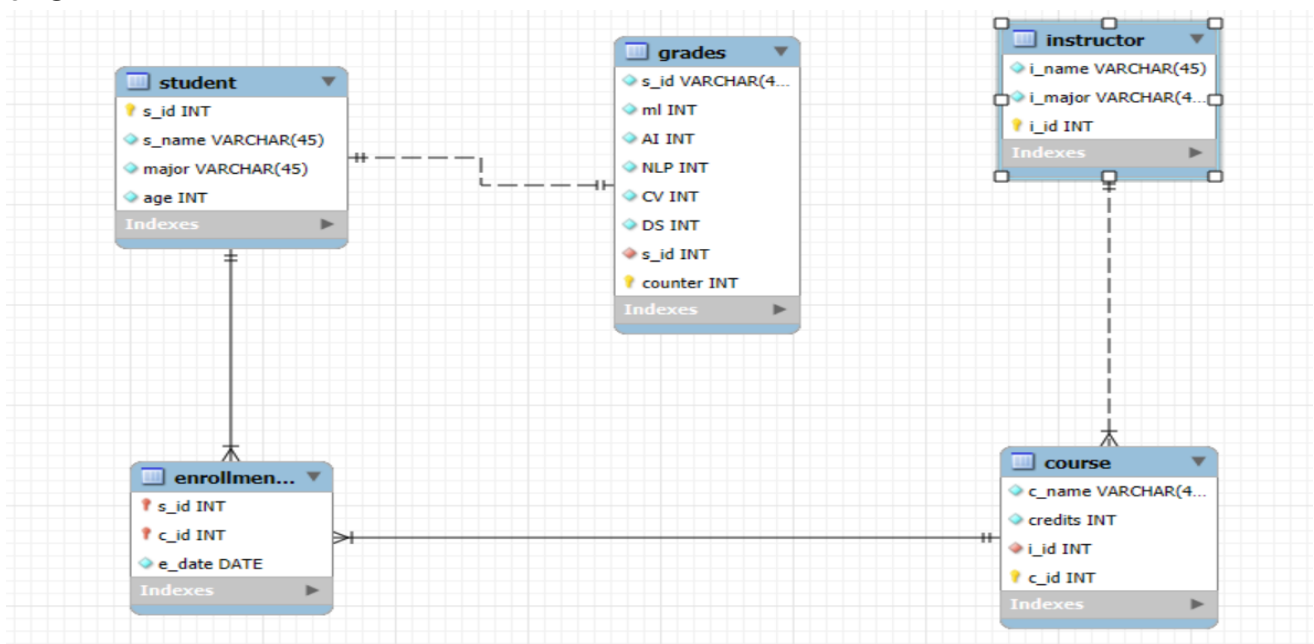 student
s_id INT
s_name VARCHAR(45)
major VARCHAR(45)
age INT
Indexes
grades
s_id VARCHAR(4...
ml INT
AI INT
NLP INT
CV INT
DS INT
s_id INT
counter INT
Indexes
instructor
i_name VARCHAR(45)
i_major VARCHAR(4...
i_id INT
Indexes
enrollmen...
s_id INT
c_id INT
e_date DATE
Indexes
course
c_name VARCHAR(4...
credits INT
i_id INT
c_id INT
Indexes